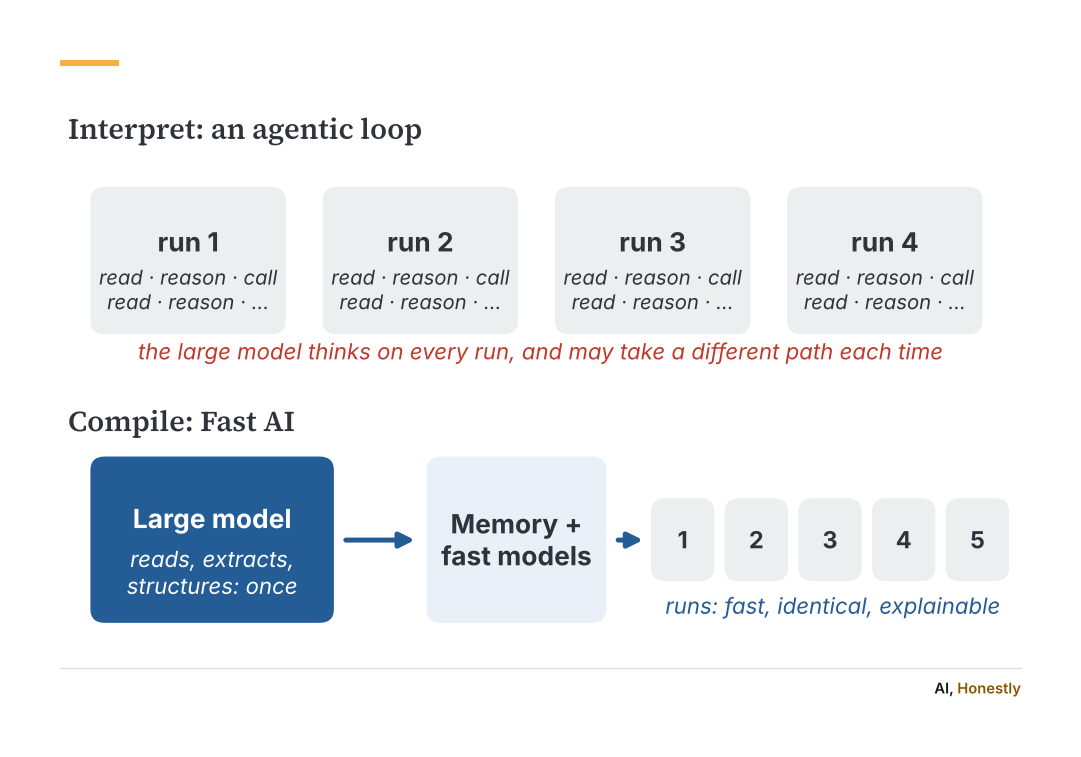 Interpret: an agentic loop
run 1
read · reason · call
read · reason · ...
run 2
read · reason · call
read · reason · ...
run 3
read · reason · call
read · reason · ...
run 4
read · reason · call
read · reason · ...
the large model thinks on every run, and may take a different path each time
Compile: Fast AI
Large model
reads, extracts,
structures: once
Memory +
fast models
1
2
3
4
5
runs: fast, identical, explainable
AI, Honestly